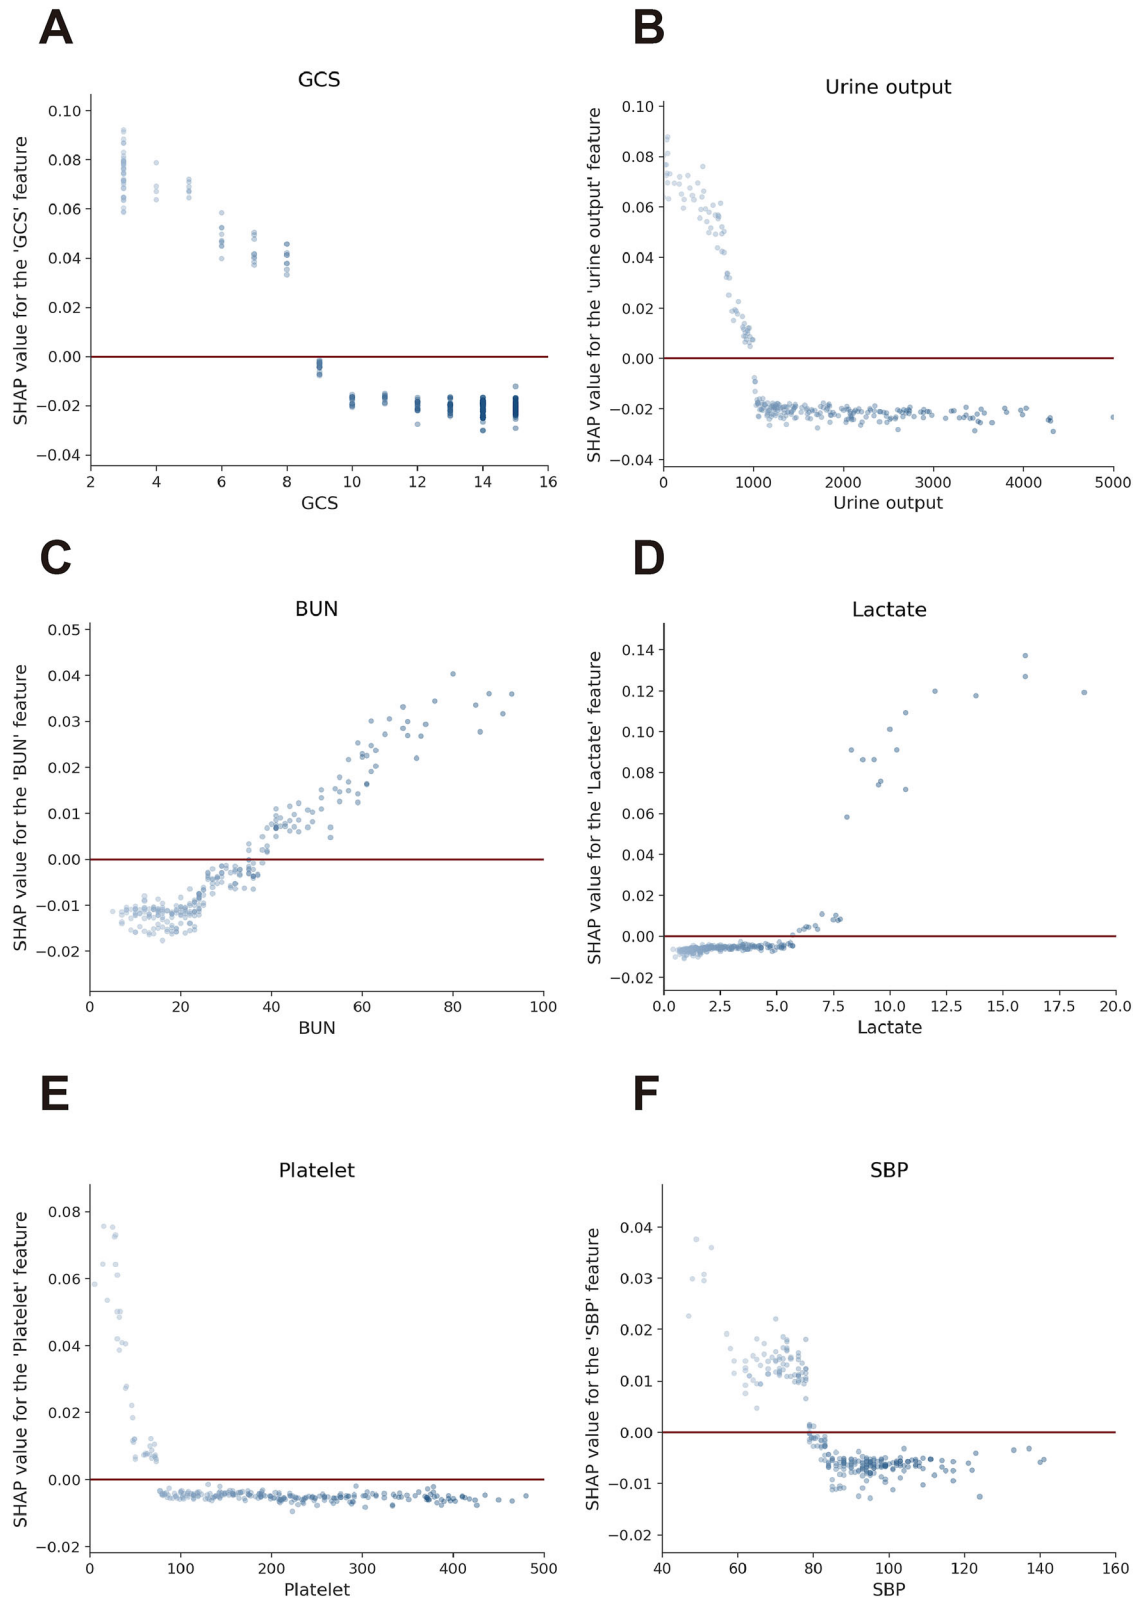 A
B
GCS
Urine output
SHAP value for the 'GCS' feature
0.10
0.08
0.06
0.04
0.02
0.00
−0.02
−0.04
2 4 6 8 10 12 14 16
GCS
SHAP value for the 'urine output' feature
0.10
0.08
0.06
0.04
0.02
0.00
−0.02
−0.04
0 1000 2000 3000 4000 5000
Urine output
C
D
BUN
Lactate
SHAP value for the 'BUN' feature
0.05
0.04
0.03
0.02
0.01
0.00
−0.01
−0.02
0 20 40 60 80 100
BUN
SHAP value for the 'Lactate' feature
0.14
0.12
0.10
0.08
0.06
0.04
0.02
0.00
−0.02
0.0 2.5 5.0 7.5 10.0 12.5 15.0 17.5 20.0
Lactate
E
F
Platelet
SBP
SHAP value for the 'Platelet' feature
0.08
0.06
0.04
0.02
0.00
−0.02
0 100 200 300 400 500
Platelet
SHAP value for the 'SBP' feature
0.04
0.03
0.02
0.01
0.00
−0.01
−0.02
40 60 80 100 120 140 160
SBP